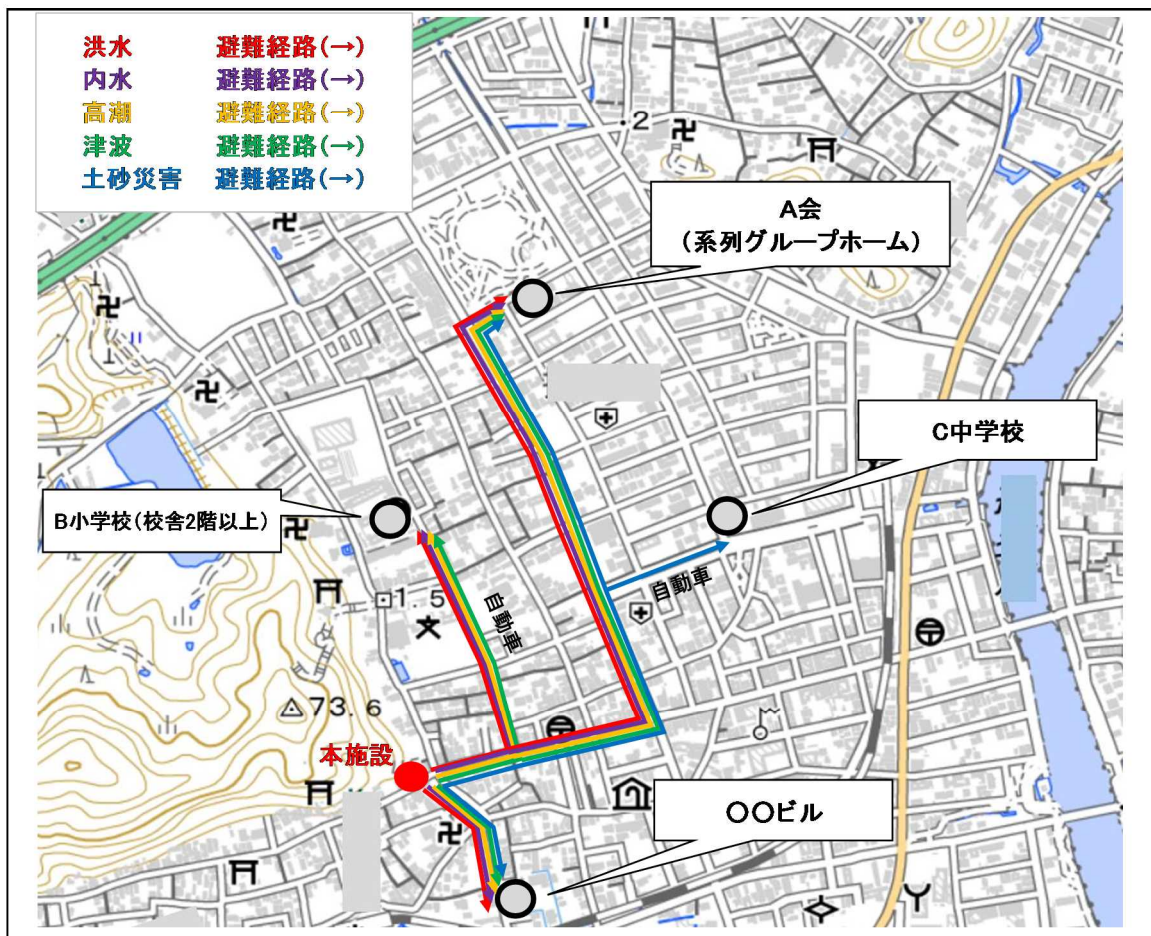 洪水 避難経路(→)
内水 避難経路(→)
高潮 避難経路(→)
津波 避難経路(→)
土砂災害 避難経路(→)
・2
A会
(系列グループホーム)
C中学校
B小学校(校舎2階以上)
1.5
自動車
自動車
73.6
本施設
〇〇ビル